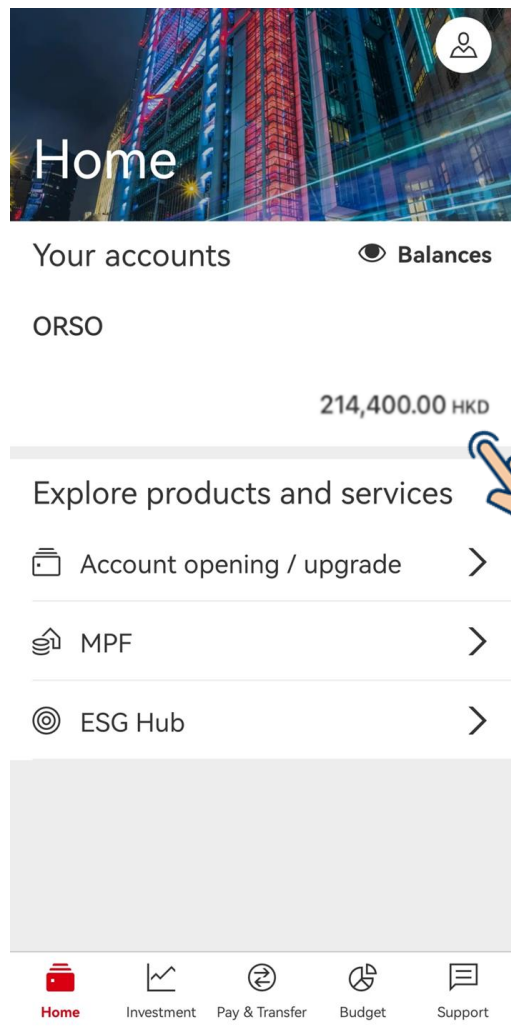 Home
Your accounts Balances
ORSO
214,400.00 HKD
Explore products and services
Account opening / upgrade
MPF
ESG Hub
Home Investment Pay & Transfer Budget Support